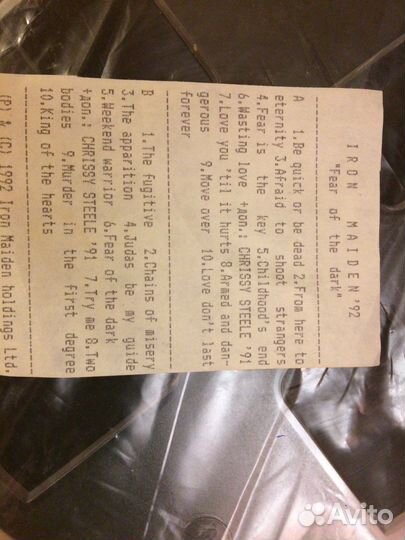 I R O N   M A I D E N '92
"Fear of the dark"
A 1.Be quick or be dead 2.From here to
eternity 3.Afraid to shoot strangers
4.Fear is the key 5.Childhood's end
6.Wasting love +доп.: CHRISSY STEELE '91
7.Love you 'til it hurts 8.Armed and dan-
gerous 9.Move over 10.Love don't last
forever
B 1.The fugitive 2.Chains of misery
3.The apparition 4.Judas be my guide
5.Weekend warrior 6.Fear of the dark
+доп.: CHRISSY STEELE '91 7.Try me 8.Two
bodies 9.Murder in the first degree
10.King of the hearts
(P) & (C) 1992 Iron Maiden holdings Ltd.
Avito